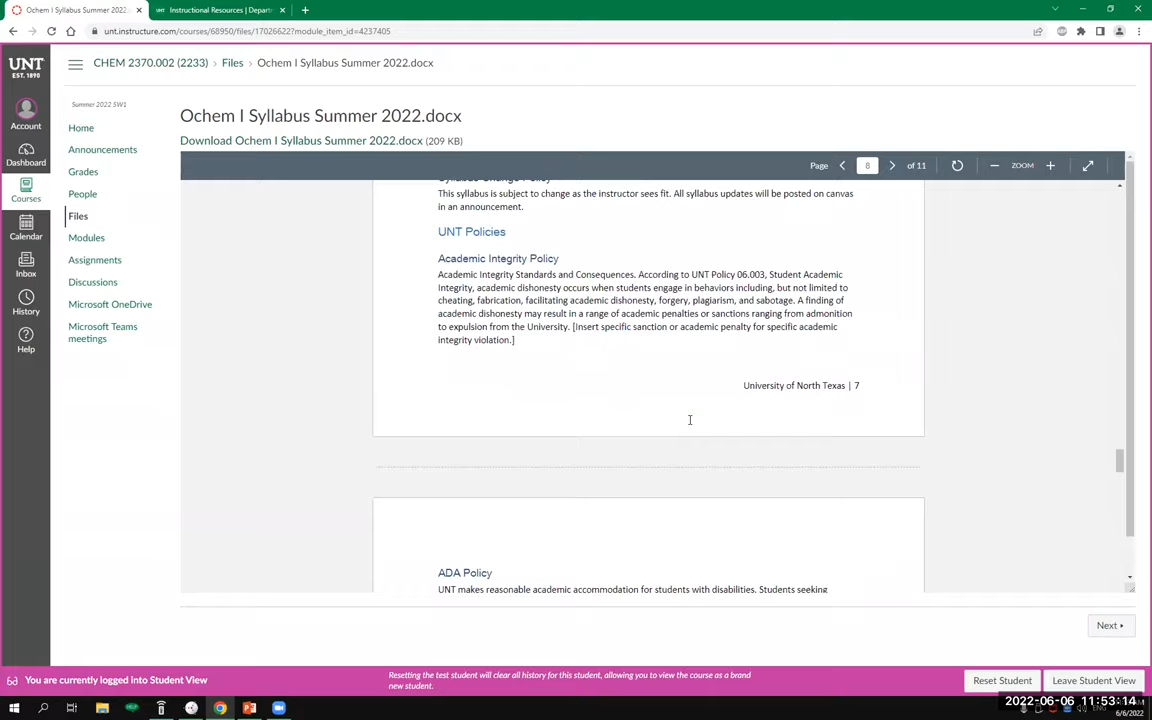 Ochem I Syllabus Summer 2022
Instructional Resources | Departm
unt.instructure.com/courses/68950/files/17026622?module_item_id=4237405
UNT
EST. 1890
Account
Dashboard
Courses
Calendar
Inbox
History
Help
CHEM 2370.002 (2233) › Files › Ochem I Syllabus Summer 2022.docx
Summer 2022 5W1
Home
Announcements
Grades
People
Files
Modules
Assignments
Discussions
Microsoft OneDrive
Microsoft Teams
meetings
Ochem I Syllabus Summer 2022.docx
Download Ochem I Syllabus Summer 2022.docx (209 KB)
Page 8 of 11 ZOOM
Syllabus Change Policy
This syllabus is subject to change as the instructor sees fit. All syllabus updates will be posted on canvas
in an announcement.
UNT Policies
Academic Integrity Policy
Academic Integrity Standards and Consequences. According to UNT Policy 06.003, Student Academic
Integrity, academic dishonesty occurs when students engage in behaviors including, but not limited to
cheating, fabrication, facilitating academic dishonesty, forgery, plagiarism, and sabotage. A finding of
academic dishonesty may result in a range of academic penalties or sanctions ranging from admonition
to expulsion from the University. [Insert specific sanction or academic penalty for specific academic
integrity violation.]
University of North Texas | 7
ADA Policy
UNT makes reasonable academic accommodation for students with disabilities. Students seeking
Next
You are currently logged into Student View
Resetting the test student will clear all history for this student, allowing you to view the course as a brand
new student.
Reset Student
Leave Student View
2022-06-06 11:53:14
6/6/2022